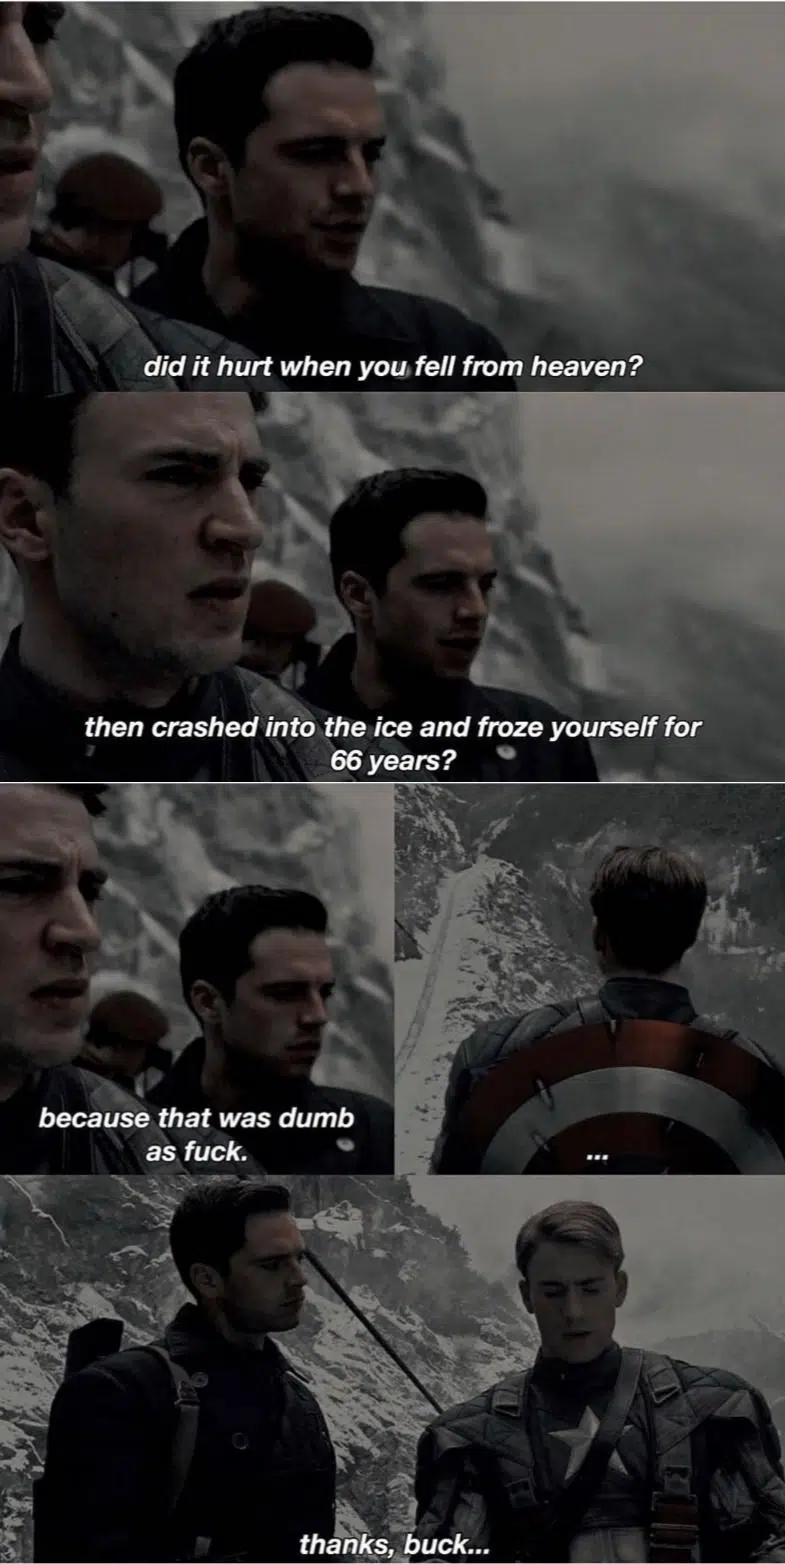 did it hurt when you fell from heaven?
then crashed into the ice and froze yourself for
66 years?
because that was dumb
as fuck.
...
thanks, buck...